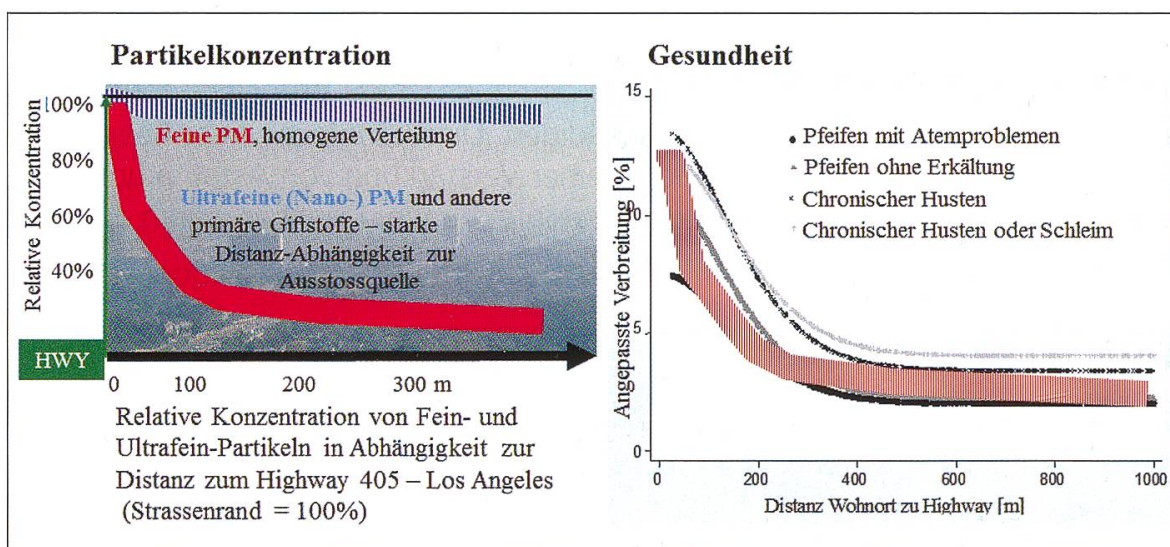 Partikelkonzentration
Relative Konzentration
100%
80%
60%
40%
Feine PM, homogene Verteilung
Ultrafeine (Nano-) PM und andere
primäre Giftstoffe – starke
Distanz-Abhängigkeit zur
Ausstossquelle
HWY
0 100 200 300 m
Relative Konzentration von Fein- und
Ultrafein-Partikeln in Abhängigkeit zur
Distanz zum Highway 405 – Los Angeles
(Strassenrand = 100%)
Gesundheit
Angepasste Verbreitung [%]
15
10
5
0
Pfeifen mit Atemproblemen
Pfeifen ohne Erkältung
Chronischer Husten
Chronischer Husten oder Schleim
0 200 400 600 800 1000
Distanz Wohnort zu Highway [m]